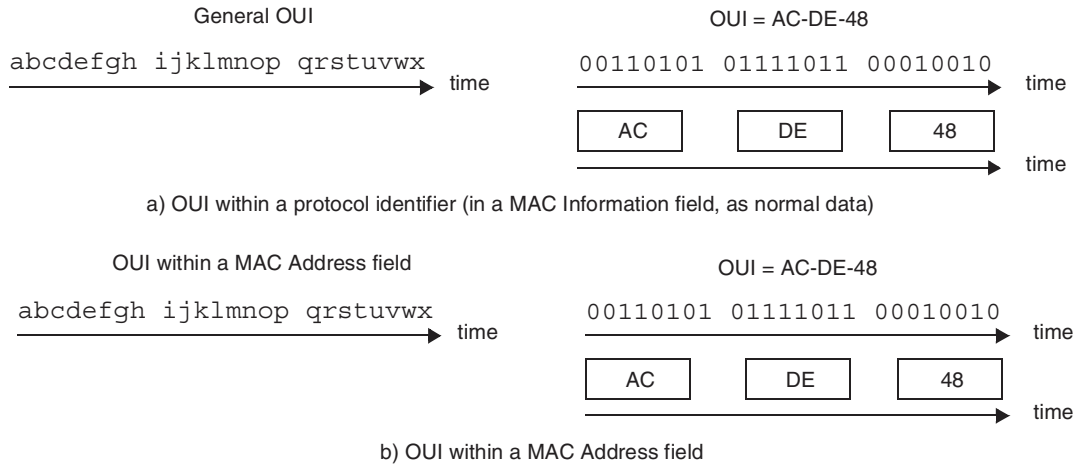 General OUI
OUI = AC-DE-48
abcdefgh ijklmnop qrstuvwx
time
00110101 01111011 00010010
time
AC DE 48
time
a) OUI within a protocol identifier (in a MAC Information field, as normal data)
OUI within a MAC Address field
OUI = AC-DE-48
abcdefgh ijklmnop qrstuvwx
time
00110101 01111011 00010010
time
AC DE 48
time
b) OUI within a MAC Address field